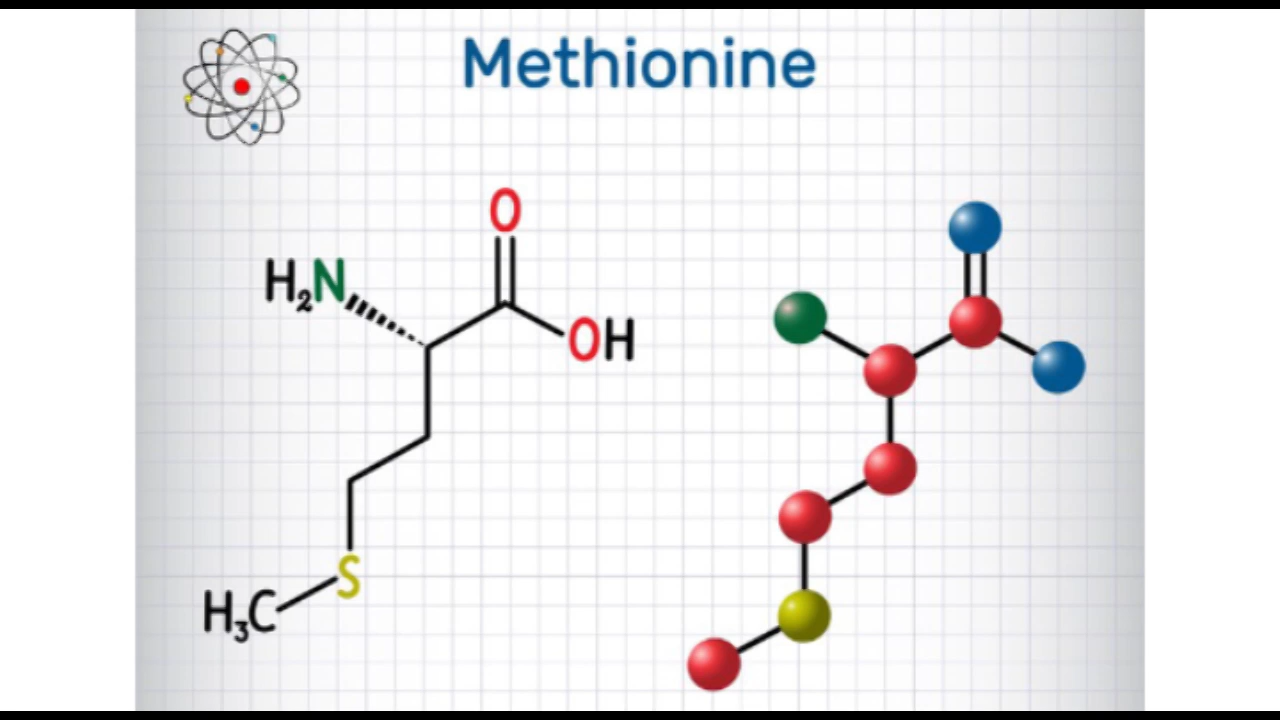 Methionine
O
H₂N
OH
S
H₃C